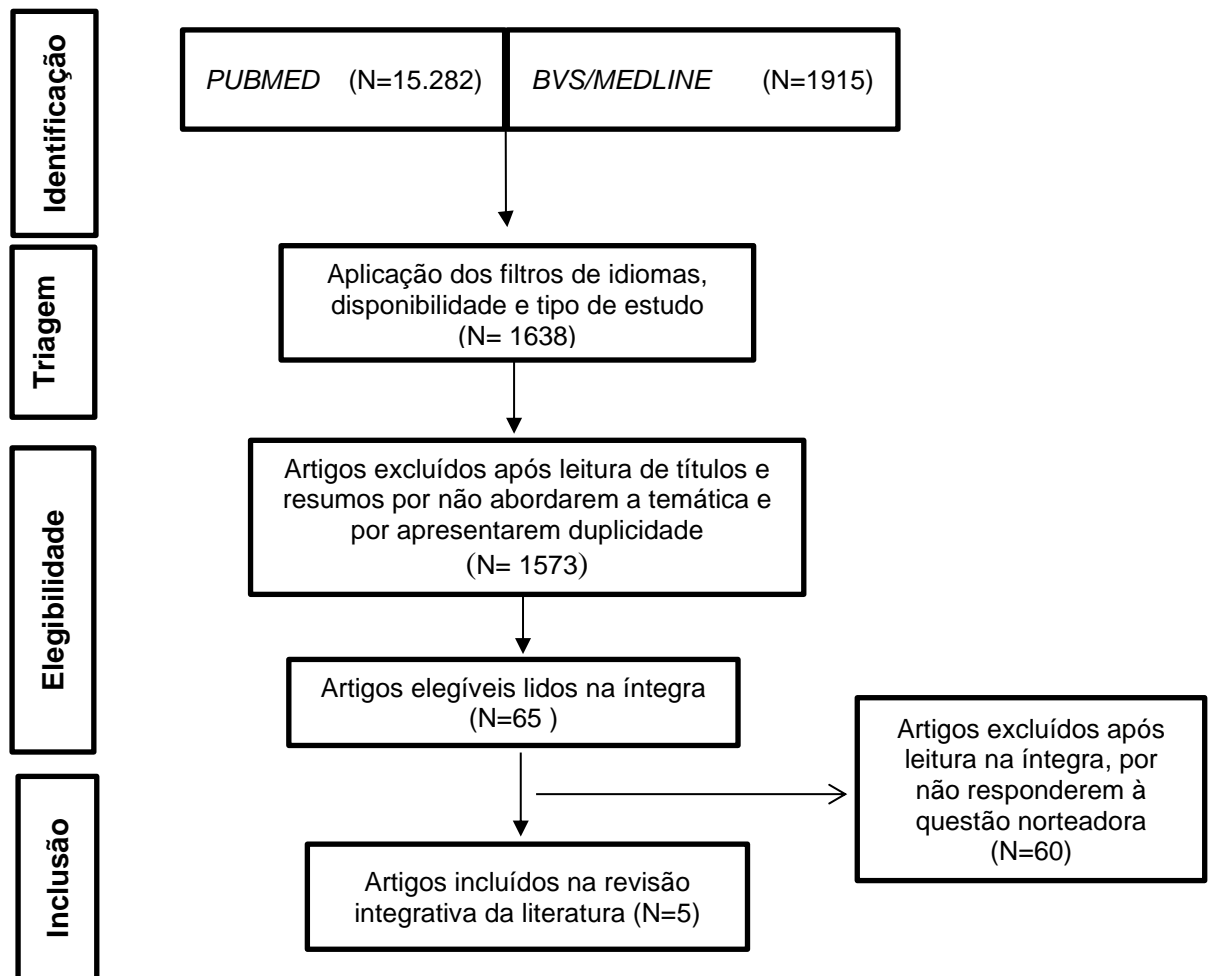 Identificação
PUBMED (N=15.282)
BVS/MEDLINE (N=1915)
Triagem
Aplicação dos filtros de idiomas,
disponibilidade e tipo de estudo
(N= 1638)
Elegibilidade
Artigos excluídos após leitura de títulos e
resumos por não abordarem a temática e
por apresentarem duplicidade
(N= 1573)
Artigos elegíveis lidos na íntegra
(N=65 )
Artigos excluídos após
leitura na íntegra, por
não responderem à
questão norteadora
(N=60)
Inclusão
Artigos incluídos na revisão
integrativa da literatura (N=5)